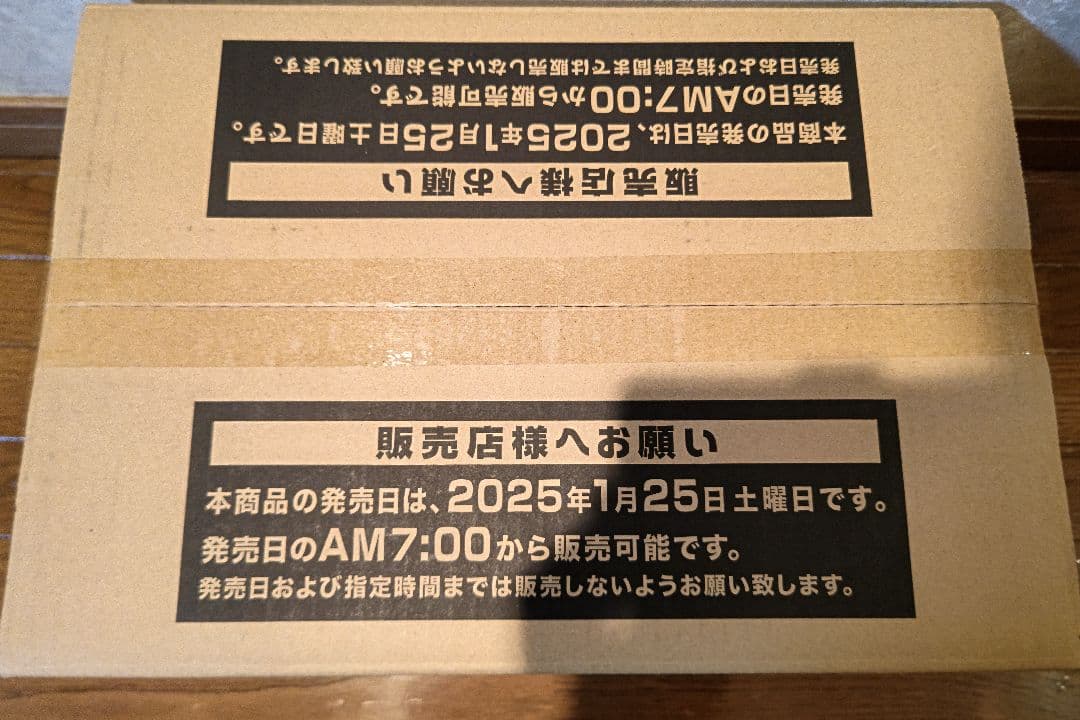 販売店様へお願い
本商品の発売日は、2025年1月25日土曜日です。
発売日のAM7:00から販売可能です。
発売日および指定時間までは販売しないようお願い致します。
販売店様へお願い
本商品の発売日は、2025年1月25日土曜日です。
発売日のAM7:00から販売可能です。
発売日および指定時間までは販売しないようお願い致します。